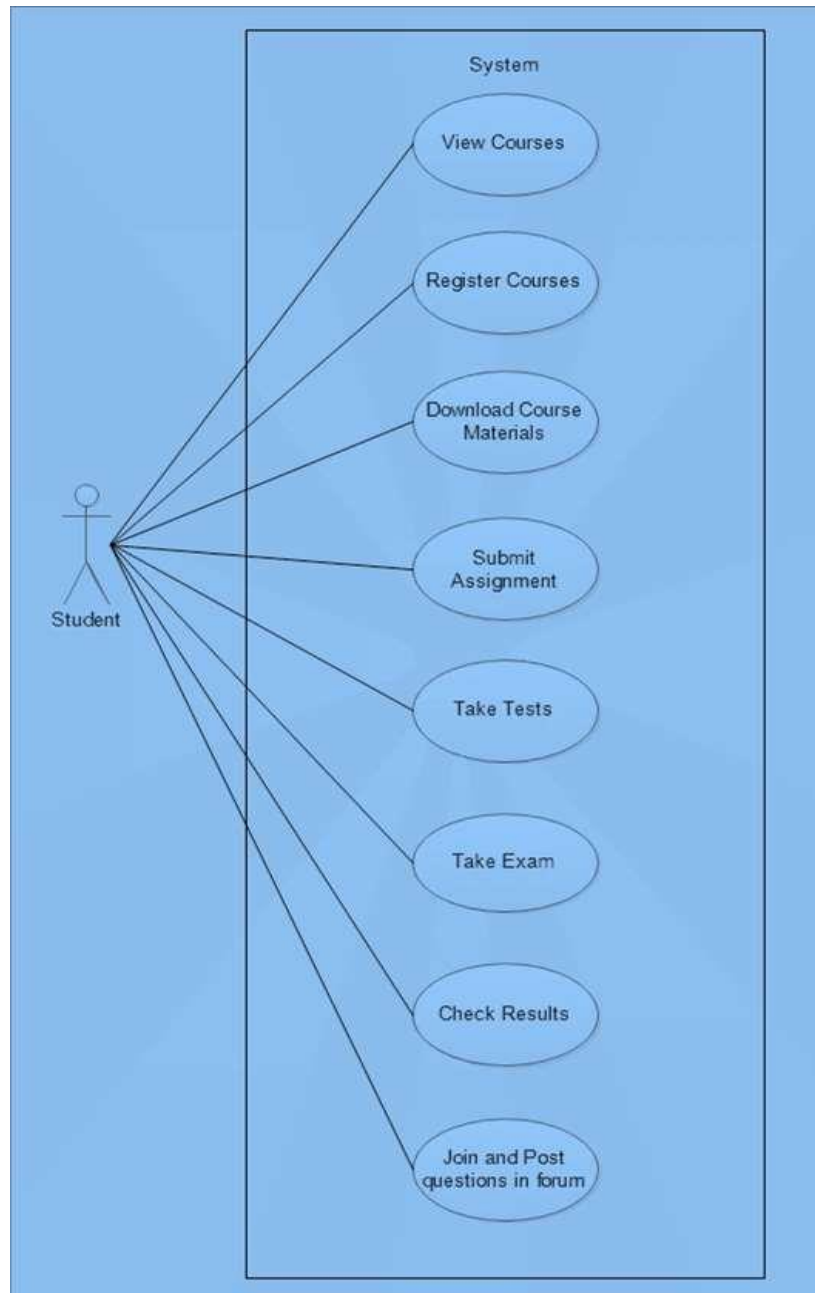 System
View Courses
Register Courses
Download Course
Materials
Submit
Assignment
Student
Take Tests
Take Exam
Check Results
Join and Post
questions in forum